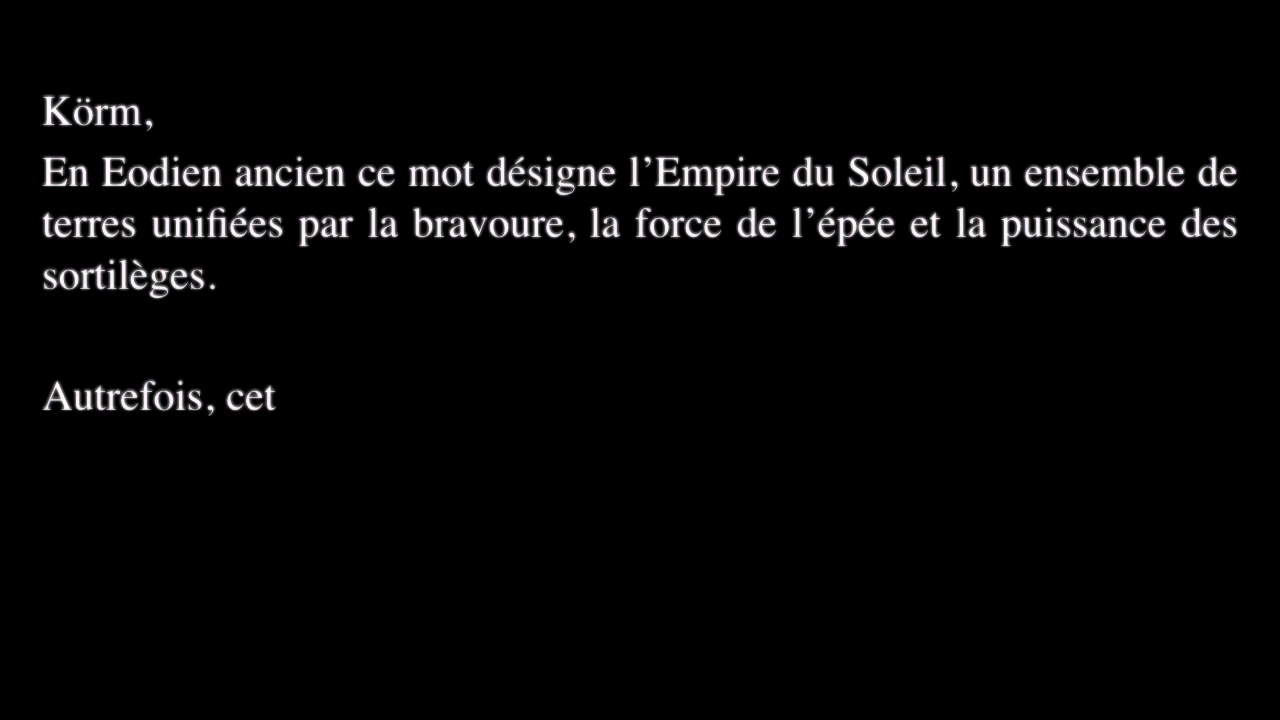 Körm,
En Eodien ancien ce mot désigne l’Empire du Soleil, un ensemble de
terres unifiées par la bravoure, la force de l’épée et la puissance des
sortilèges.
Autrefois, cet